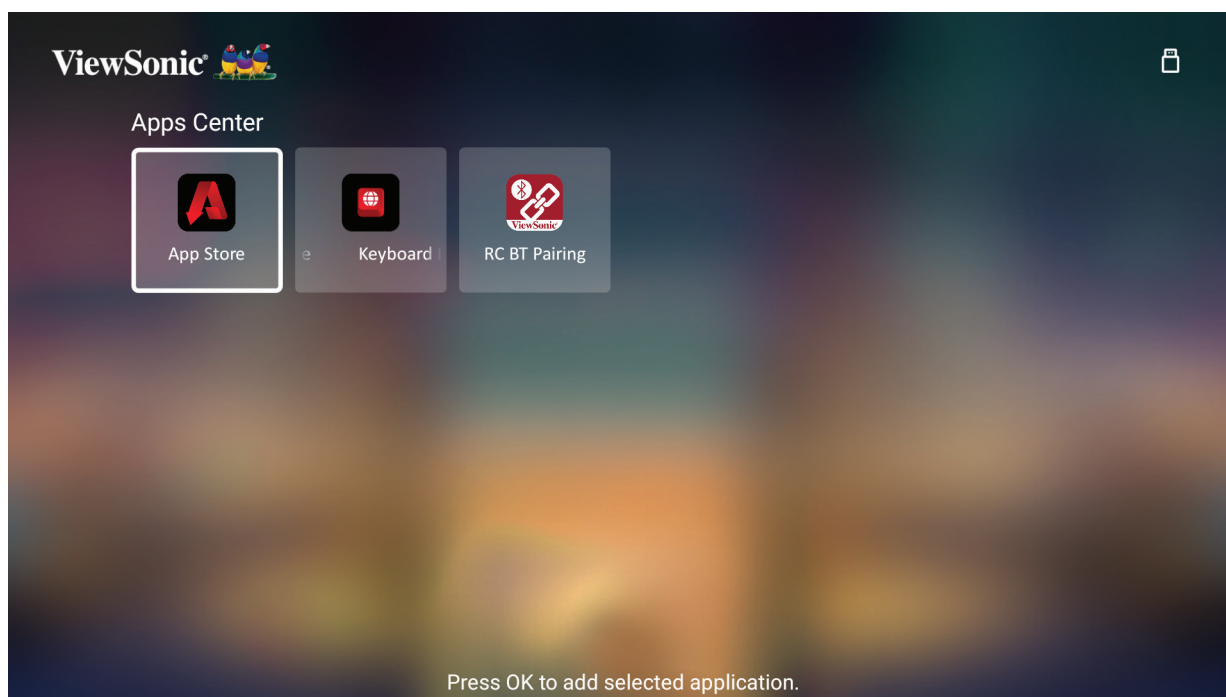 ViewSonic®
Apps Center
App Store
e Keyboard
RC BT Pairing
ViewSonic
Press OK to add selected application.